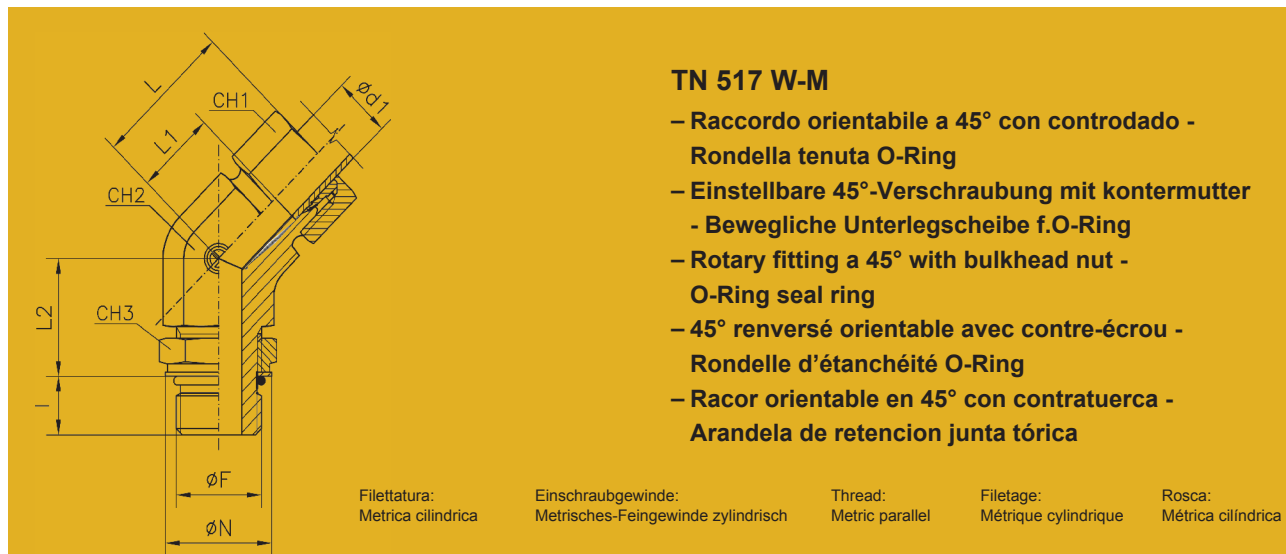 TN 517 W-M
– Raccordo orientabile a 45° con controdado -
Rondella tenuta O-Ring
– Einstellbare 45°-Verschraubung mit kontermutter
- Bewegliche Unterlegscheibe f.O-Ring
– Rotary fitting a 45° with bulkhead nut -
O-Ring seal ring
– 45° renversé orientable avec contre-écrou -
Rondelle d’étanchéité O-Ring
– Racor orientable en 45° con contratuerca -
Arandela de retencion junta tórica
L
CH1
Ød1
L1
CH2
L2
CH3
l
ØF
ØN
Filettatura:
Metrica cilindrica
Einschraubgewinde:
Metrisches-Feingewinde zylindrisch
Thread:
Metric parallel
Filetage:
Métrique cylindrique
Rosca:
Métrica cilíndrica